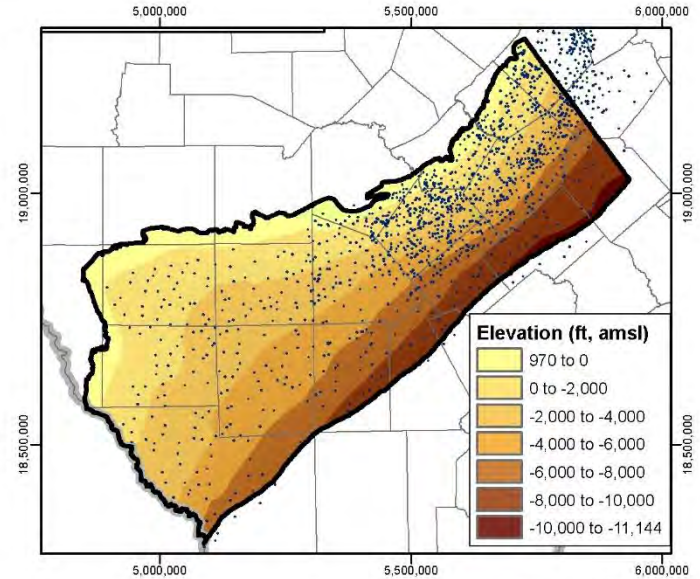 5,000,000 5,500,000 6,000,000
19,000,000 19,000,000
Elevation (ft, amsl)
970 to 0
0 to -2,000
-2,000 to -4,000
-4,000 to -6,000
-6,000 to -8,000
-8,000 to -10,000
-10,000 to -11,144
18,500,000 18,500,000
5,000,000 5,500,000 6,000,000